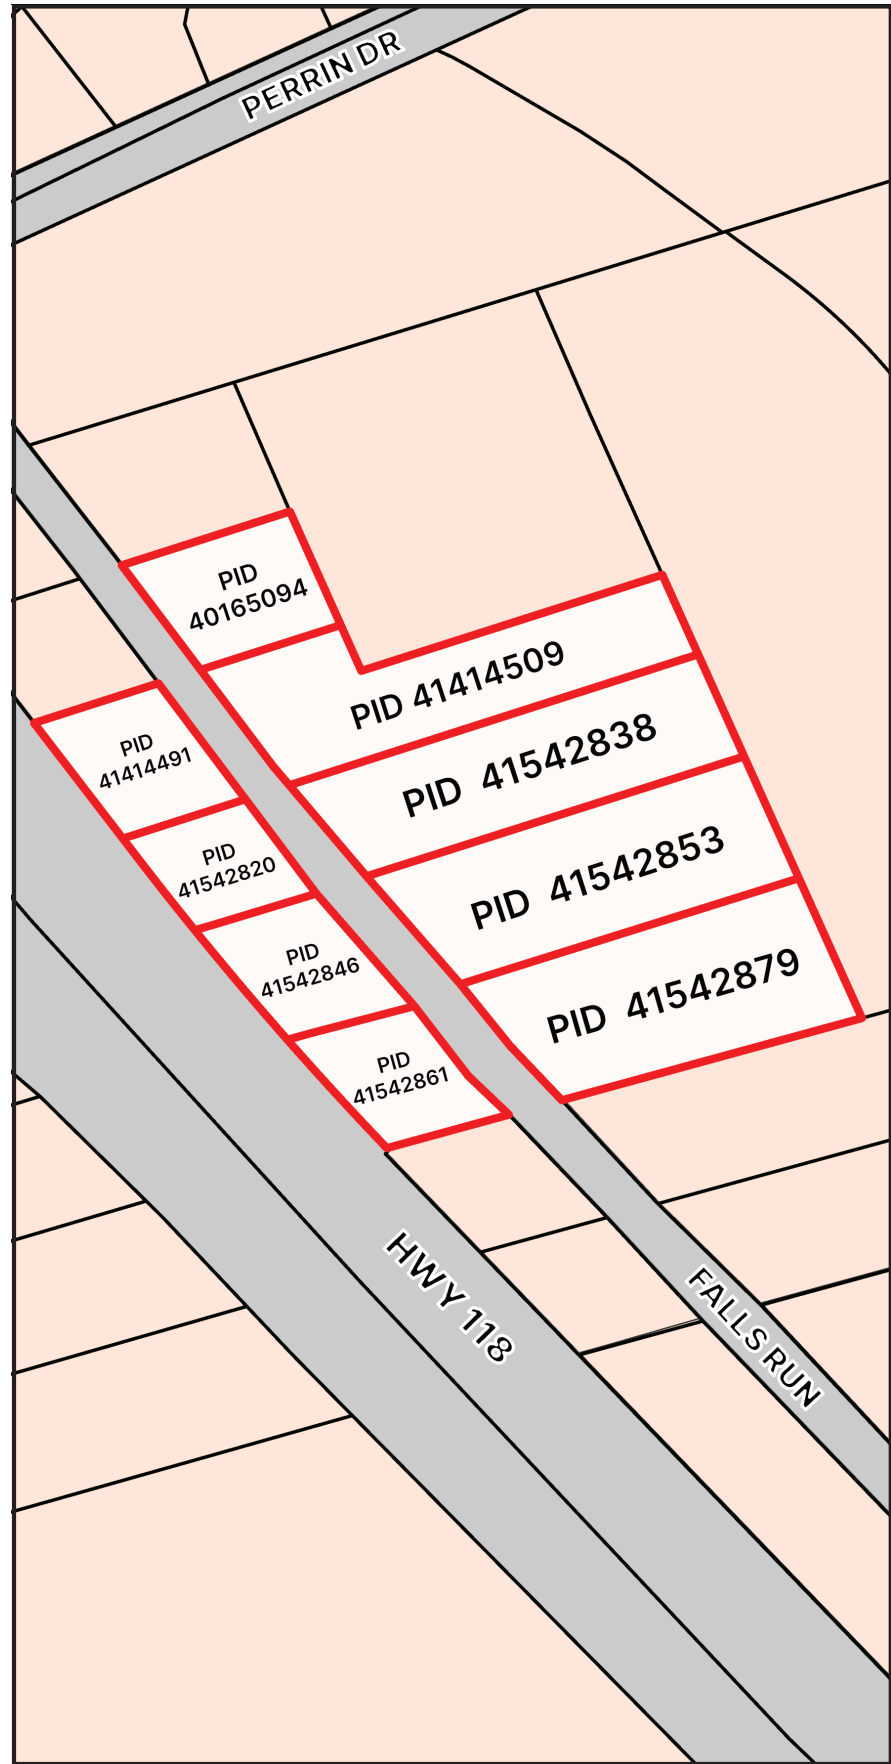 PERRIN DR
PID
40165094
PID 41414509
PID 41542838
PID 41542853
PID 41542879
PID
41414491
PID
41542820
PID
41542846
PID
41542861
HWY 118
FALLS RUN